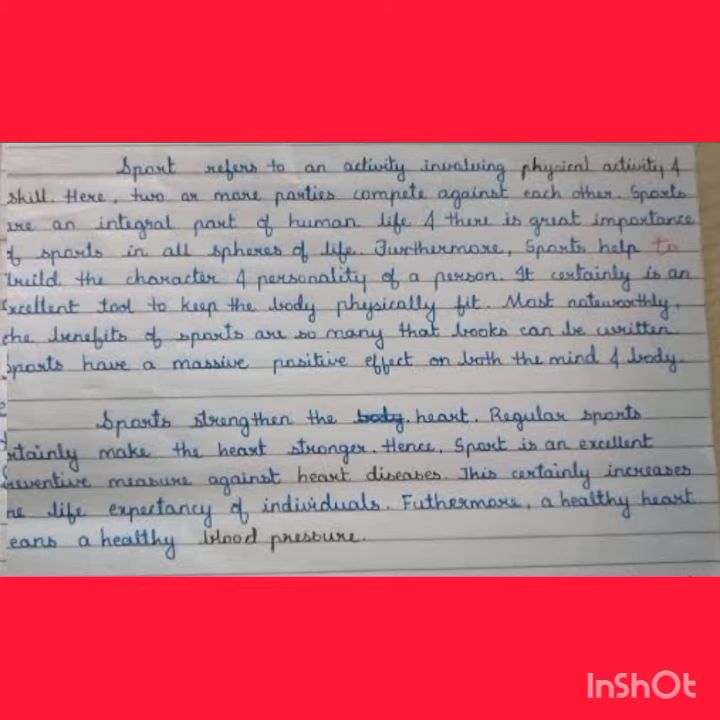 Sport refers to an activity involving physical activity &
skill. Here, two or more parties compete against each other. Sports
are an integral part of human life & there is great importance
of sports in all spheres of life. Furthermore, Sports help to
build the character & personality of a person. It certainly is an
excellent tool to keep the body physically fit. Most noteworthly,
the benefits of sports are so many that books can be written.
Sports have a massive positive effect on both the mind & body.
Sports strengthen the body. heart. Regular sports
rtainly make the heart stronger. Hence, Sport is an excellent
preventive measure against heart diseases. This certainly increases
he life expectancy of individuals. Futhermore, a healthy heart
eans a healthy blood pressure.
InShOt